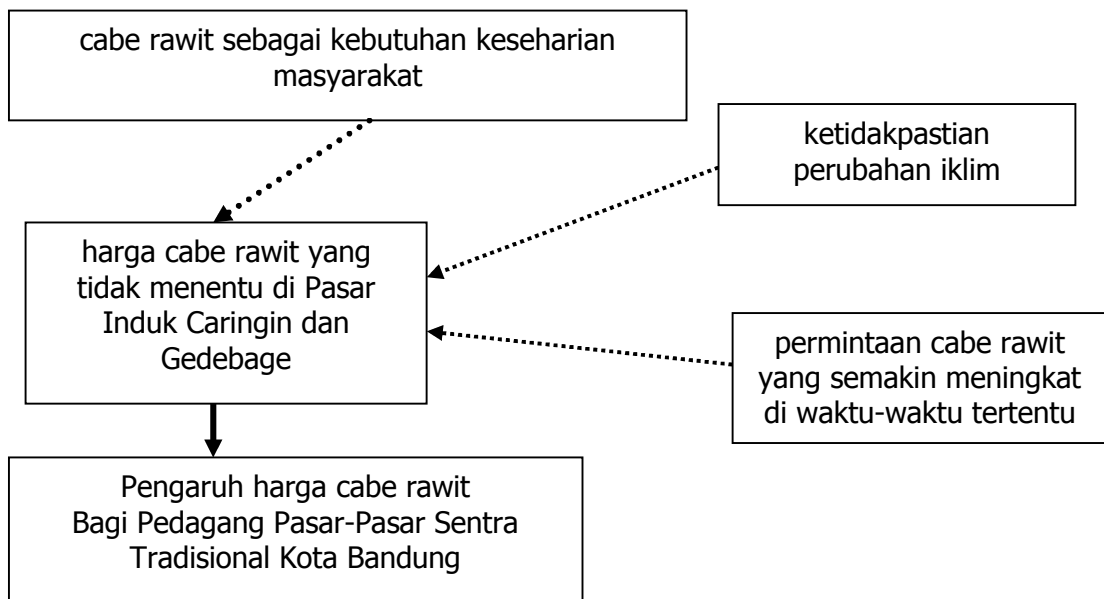 cabe rawit sebagai kebutuhan keseharian
masyarakat
ketidakpastian
perubahan iklim
harga cabe rawit yang
tidak menentu di Pasar
Induk Caringin dan
Gedebage
permintaan cabe rawit
yang semakin meningkat
di waktu-waktu tertentu
Pengaruh harga cabe rawit
Bagi Pedagang Pasar-Pasar Sentra
Tradisional Kota Bandung